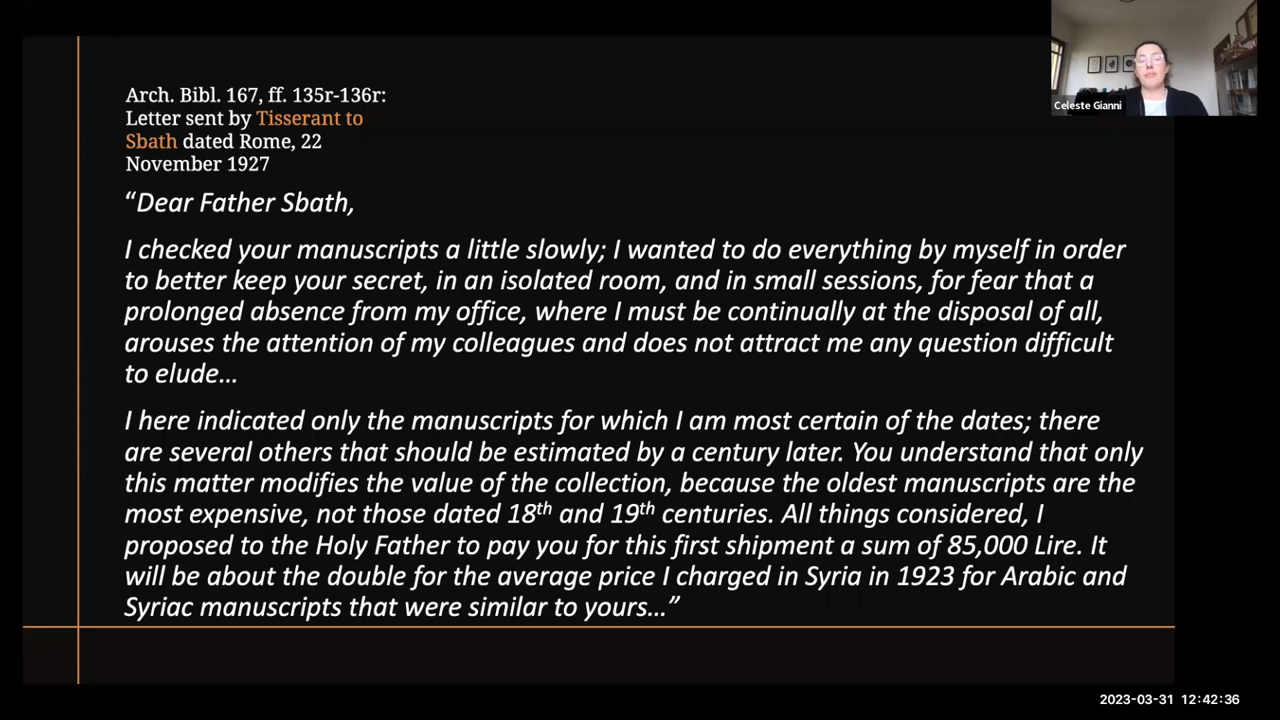 Arch. Bibl. 167, ff. 135r-136r:
Letter sent by Tisserant to
Sbath dated Rome, 22
November 1927
“Dear Father Sbath,
I checked your manuscripts a little slowly; I wanted to do everything by myself in order
to better keep your secret, in an isolated room, and in small sessions, for fear that a
prolonged absence from my office, where I must be continually at the disposal of all,
arouses the attention of my colleagues and does not attract me any question difficult
to elude…
I here indicated only the manuscripts for which I am most certain of the dates; there
are several others that should be estimated by a century later. You understand that only
this matter modifies the value of the collection, because the oldest manuscripts are the
most expensive, not those dated 18th and 19th centuries. All things considered, I
proposed to the Holy Father to pay you for this first shipment a sum of 85,000 Lire. It
will be about the double for the average price I charged in Syria in 1923 for Arabic and
Syriac manuscripts that were similar to yours…”
Celeste Gianni
2023-03-31 12:42:36